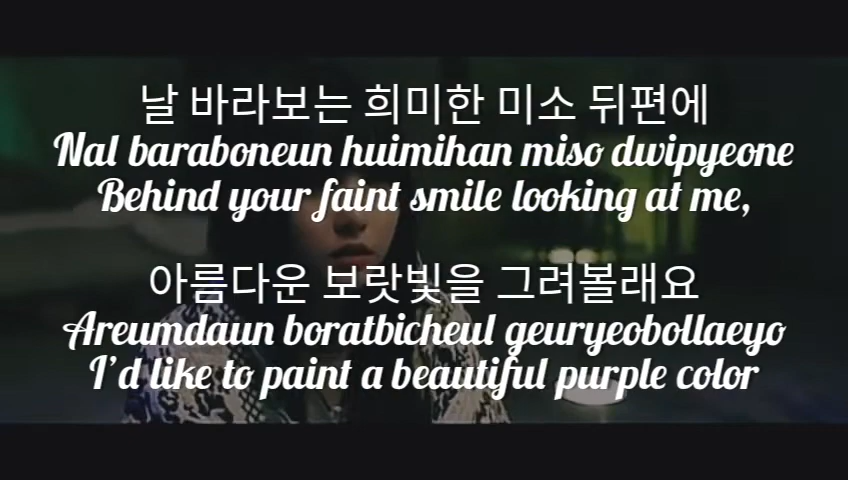 날 바라보는 희미한 미소 뒤편에
Nal baraboneun huimihan miso dwipyeone
Behind your faint smile looking at me,
아름다운 보랏빛을 그려볼래요
Areumdaun boratbicheul geuryeobollaeyo
I'd like to paint a beautiful purple color